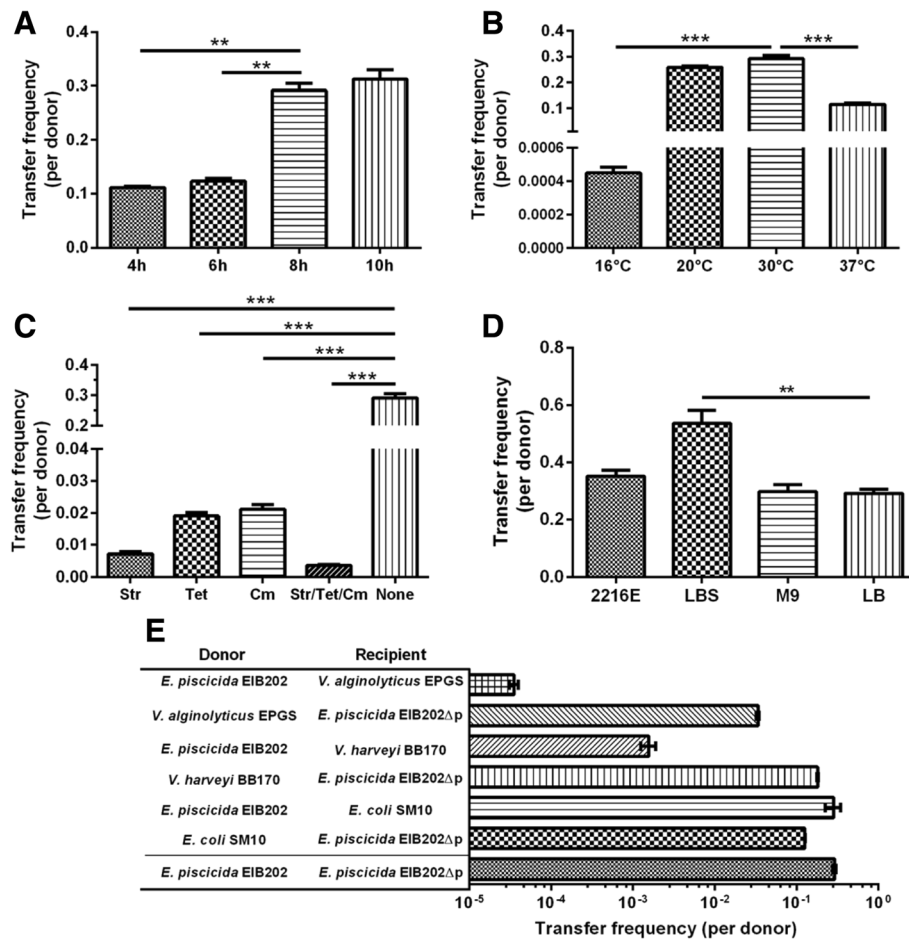 A
Transfer frequency
(per donor)
0.4
0.3
0.2
0.1
0.0
**
**
4h 6h 8h 10h
B
Transfer frequency
(per donor)
0.4
0.3
0.2
0.1
0.0006
0.0004
0.0002
0.0000
*** ***
16°C 20°C 30°C 37°C
C
Transfer frequency
(per donor)
0.4
0.3
0.2
0.04
0.03
0.02
0.01
0.00
***
***
***
***
Str Tet Cm Str/Tet/Cm None
D
Transfer frequency
(per donor)
0.8
0.6
0.4
0.2
0.0
**
2216E LBS M9 LB
E
Donor Recipient
E. piscicida EIB202 V. alginolyticus EPGS
V. alginolyticus EPGS E. piscicida EIB202Δp
E. piscicida EIB202 V. harveyi BB170
V. harveyi BB170 E. piscicida EIB202Δp
E. piscicida EIB202 E. coli SM10
E. coli SM10 E. piscicida EIB202Δp
E. piscicida EIB202 E. piscicida EIB202Δp
10-5 10-4 10-3 10-2 10-1 100
Transfer frequency (per donor)